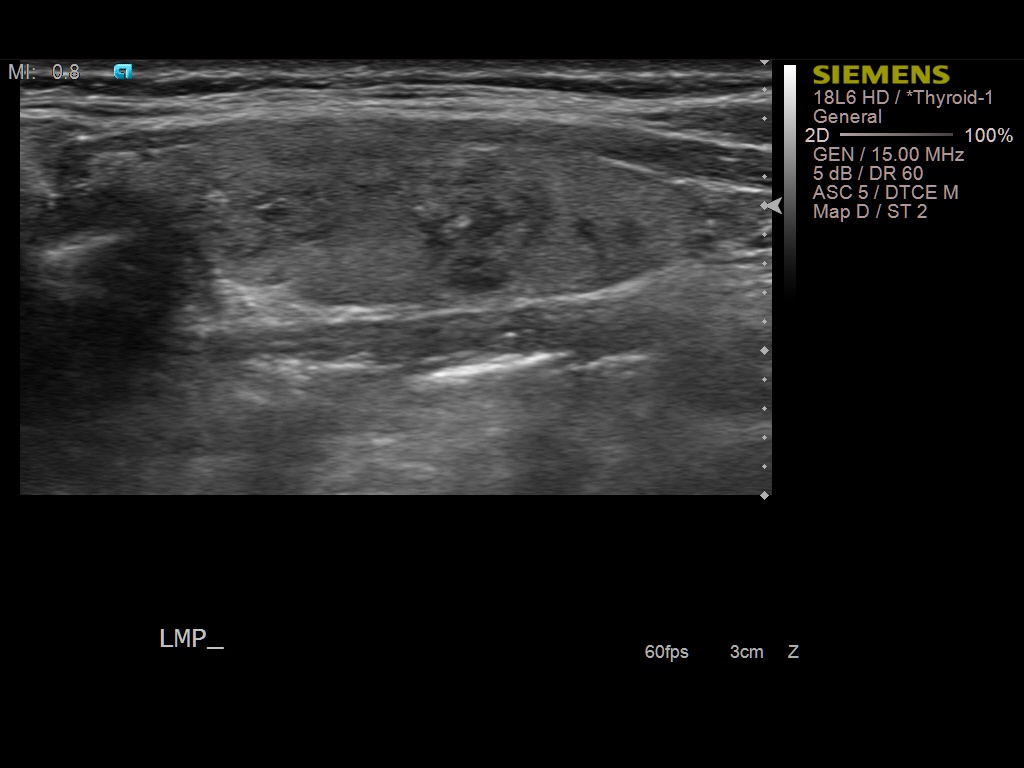 MI: 0.8
SIEMENS
18L6 HD / *Thyroid-1
General
2D 100%
GEN / 15.00 MHz
5 dB / DR 60
ASC 5 / DTCE M
Map D / ST 2
LMP_
60fps 3cm Z